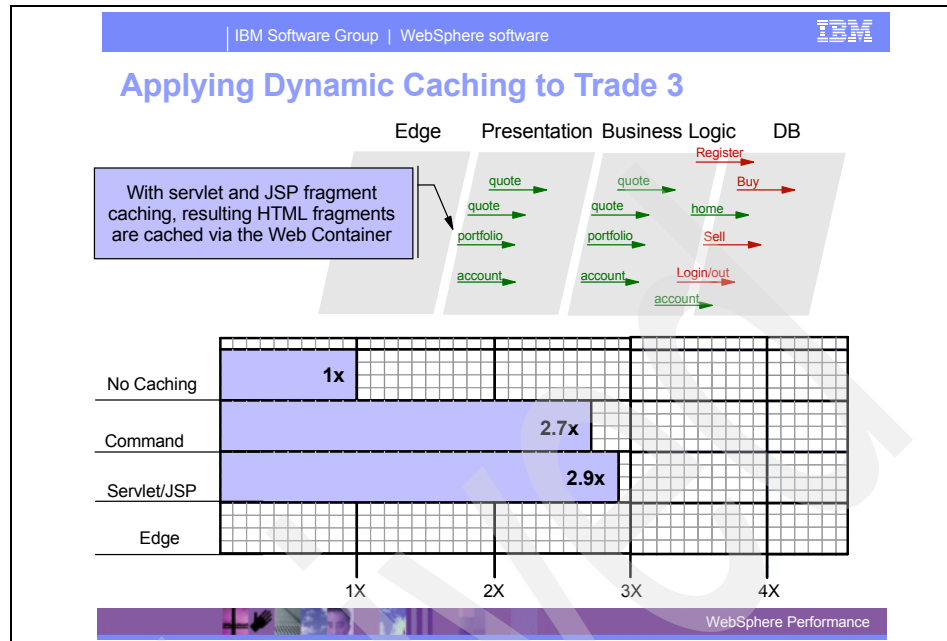 IBM Software Group | WebSphere software
IBM
Applying Dynamic Caching to Trade 3
Edge Presentation Business Logic DB
With servlet and JSP fragment
caching, resulting HTML fragments
are cached via the Web Container
Register
quote quote Buy
quote quote home
portfolio portfolio Sell
account account Login/out
account
No Caching 1x
Command 2.7x
Servlet/JSP 2.9x
Edge
1X 2X 3X 4X
WebSphere Performance